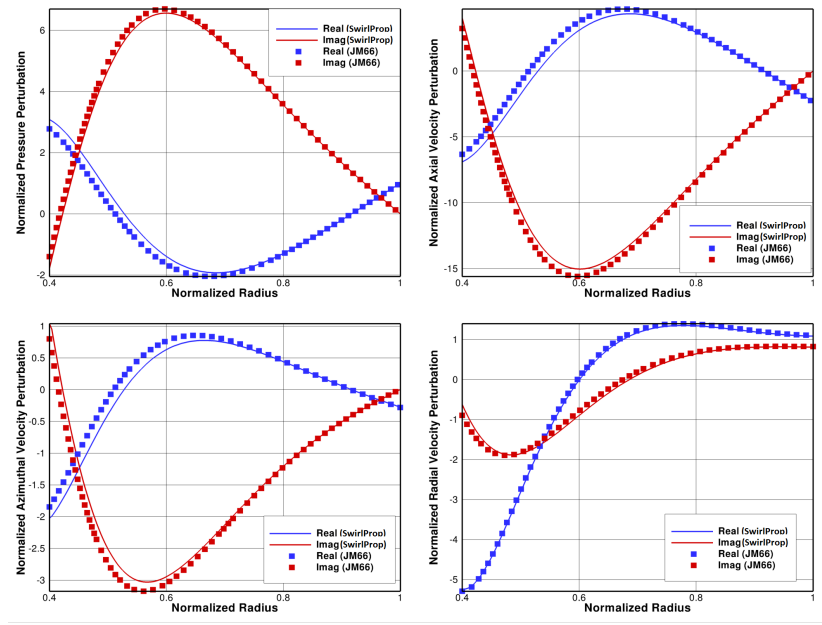 Normalized Pressure Perturbation
6
4
2
0
-2
0.4
0.6
0.8
1
Normalized Radius
Real (SwirlProp)
Imag(SwirlProp)
Real (JM66)
Imag (JM66)
Normalized Axial Velocity Perturbation
0
-5
-10
-15
0.4
0.6
0.8
1
Normalized Radius
Real (SwirlProp)
Imag(SwirlProp)
Real (JM66)
Imag (JM66)
Normalized Azimuthal Velocity Perturbation
1
0.5
0
-0.5
-1
-1.5
-2
-2.5
-3
0.4
0.6
0.8
1
Normalized Radius
Real (SwirlProp)
Imag(SwirlProp)
Real (JM66)
Imag (JM66)
Normalized Radial Velocity Perturbation
1
0
-1
-2
-3
-4
-5
0.4
0.6
0.8
1
Normalized Radius
Real (SwirlProp)
Imag(SwirlProp)
Real (JM66)
Imag (JM66)